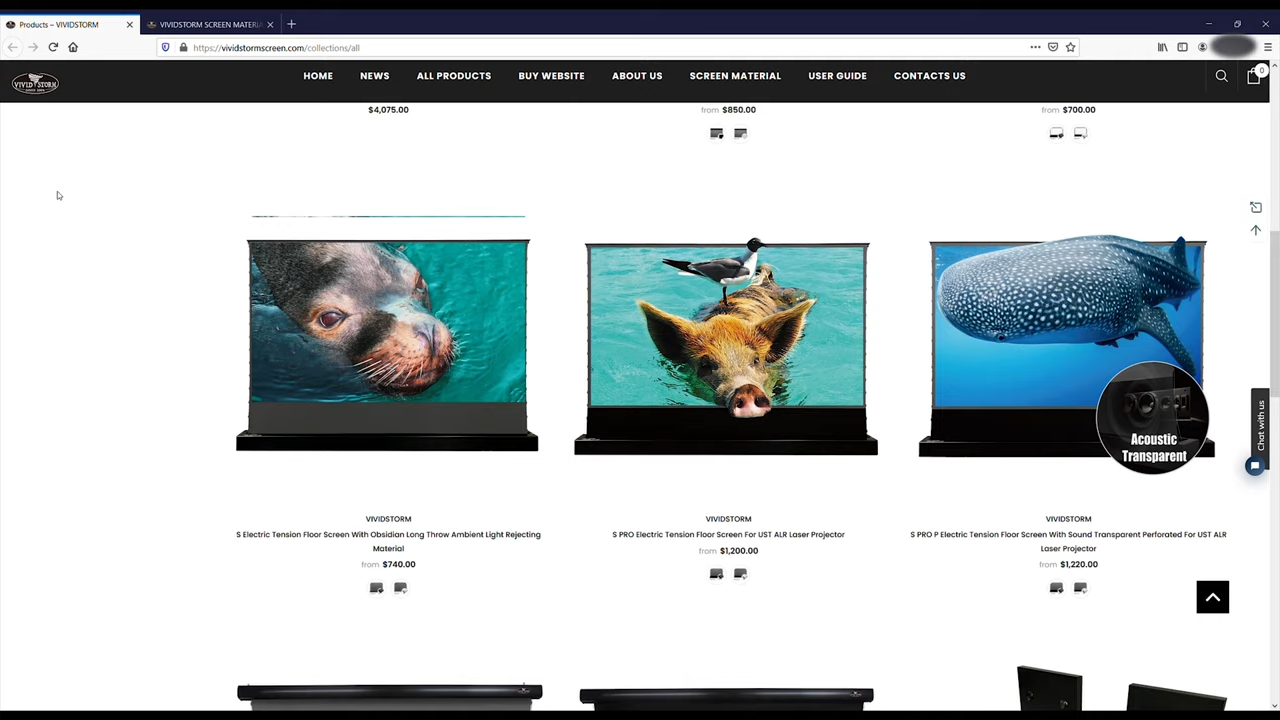 Products – VIVIDSTORM
VIVIDSTORM SCREEN MATERIA
https://vividstormscreen.com/collections/all
VIVIDSTORM
HOME
NEWS
ALL PRODUCTS
BUY WEBSITE
ABOUT US
SCREEN MATERIAL
USER GUIDE
CONTACTS US
0
$4,075.00
from $850.00
from $700.00
Acoustic
Transparent
Chat with us
VIVIDSTORM
S Electric Tension Floor Screen With Obsidian Long Throw Ambient Light Rejecting
Material
from $740.00
VIVIDSTORM
S PRO Electric Tension Floor Screen For UST ALR Laser Projector
from $1,200.00
VIVIDSTORM
S PRO P Electric Tension Floor Screen With Sound Transparent Perforated For UST ALR
Laser Projector
from $1,220.00